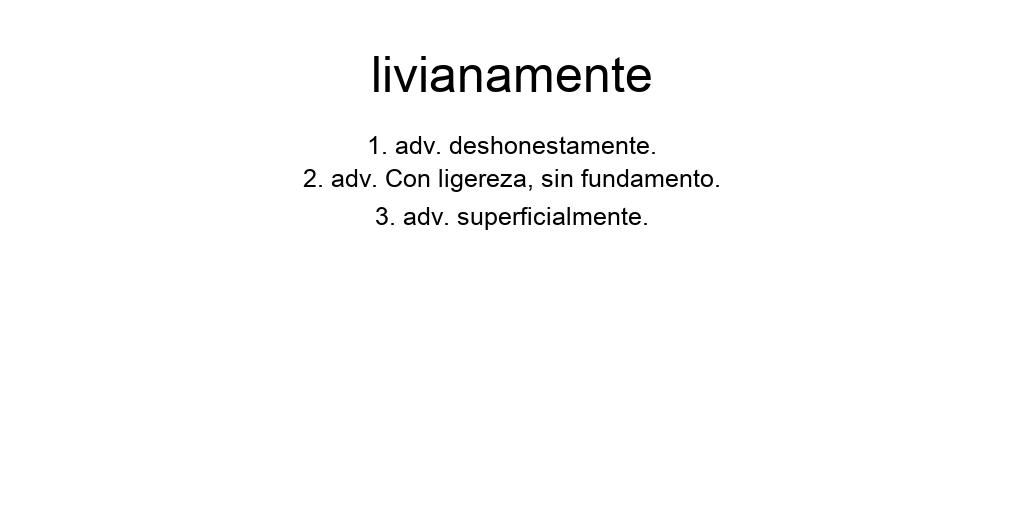 livianamente
1. adv. deshonestamente.
2. adv. Con ligereza, sin fundamento.
3. adv. superficialmente.